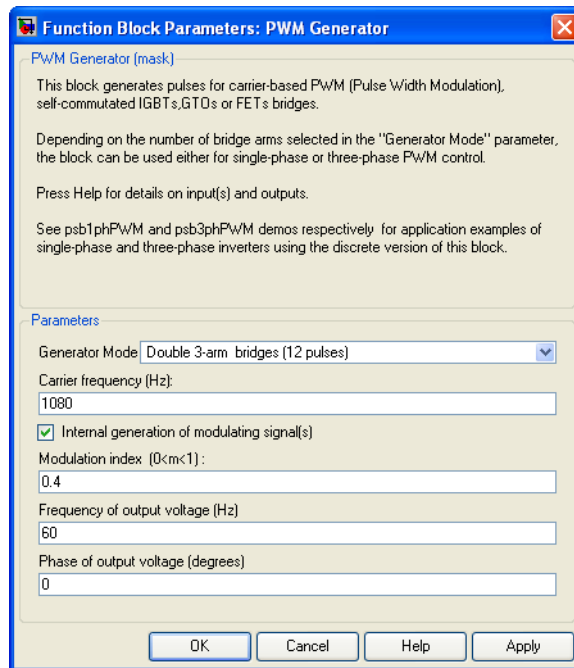 Function Block Parameters: PWM Generator
PWM Generator (mask)
This block generates pulses for carrier-based PWM (Pulse Width Modulation),
self-commutated IGBTs,GTOs or FETs bridges.
Depending on the number of bridge arms selected in the "Generator Mode" parameter,
the block can be used either for single-phase or three-phase PWM control.
Press Help for details on input(s) and outputs.
See psb1phPWM and psb3phPWM demos respectively for application examples of
single-phase and three-phase inverters using the discrete version of this block.
Parameters
Generator Mode Double 3-arm bridges (12 pulses)
Carrier frequency (Hz):
1080
Internal generation of modulating signal(s)
Modulation index (0<m<1) :
0.4
Frequency of output voltage (Hz)
60
Phase of output voltage (degrees)
0
OK Cancel Help Apply